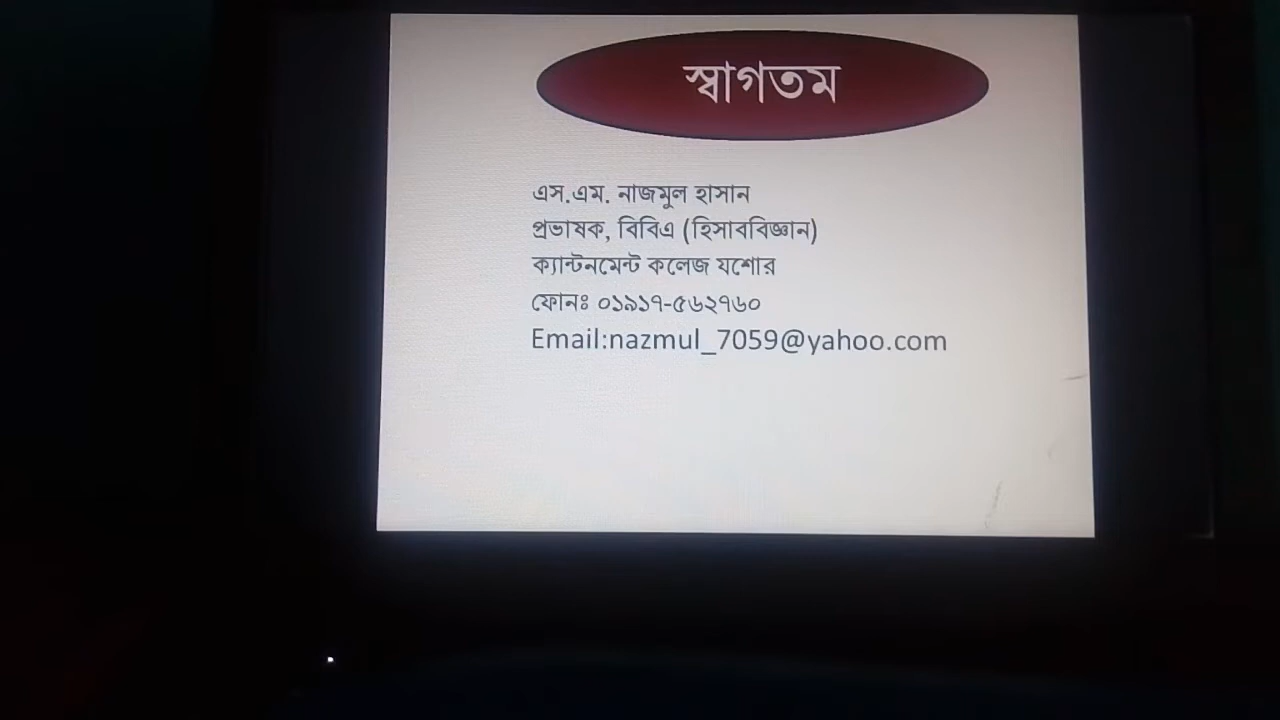 স্বাগতম
এস.এম. নাজমুল হাসান
প্রভাষক, বিবিএ (হিসাববিজ্ঞান)
ক্যান্টনমেন্ট কলেজ যশোর
ফোনঃ ০১৯১৭-৫৬২৭৬০
Email:nazmul_7059@yahoo.com